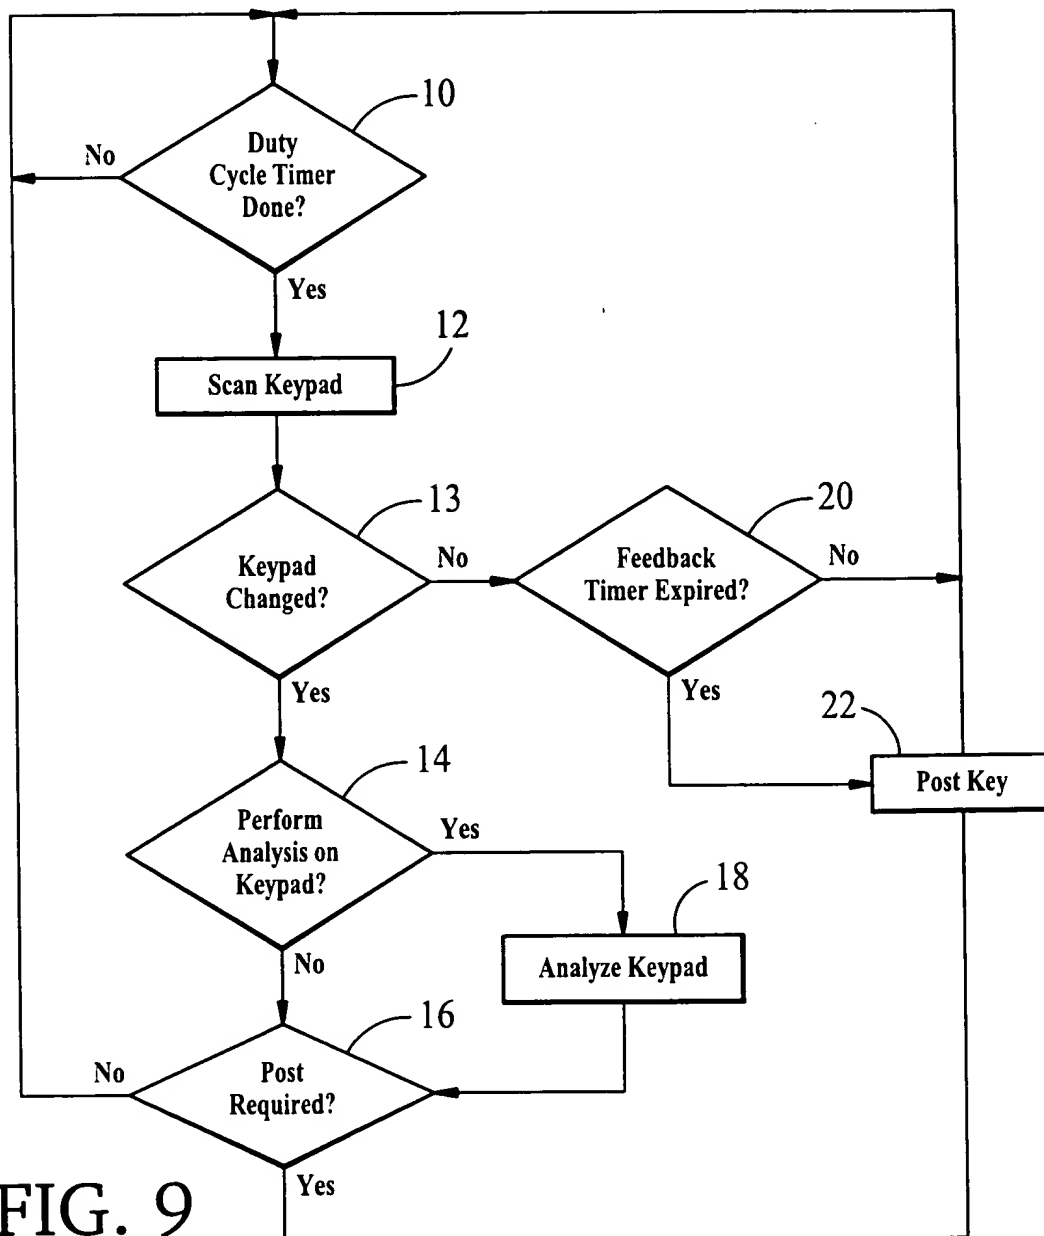 10
Duty
Cycle Timer
Done?
No
Yes
12
Scan Keypad
13
Keypad
Changed?
No
20
Feedback
Timer Expired?
No
Yes
Yes
22
Post Key
14
Perform
Analysis on
Keypad?
Yes
No
18
Analyze Keypad
16
Post
Required?
No
Yes
FIG. 9